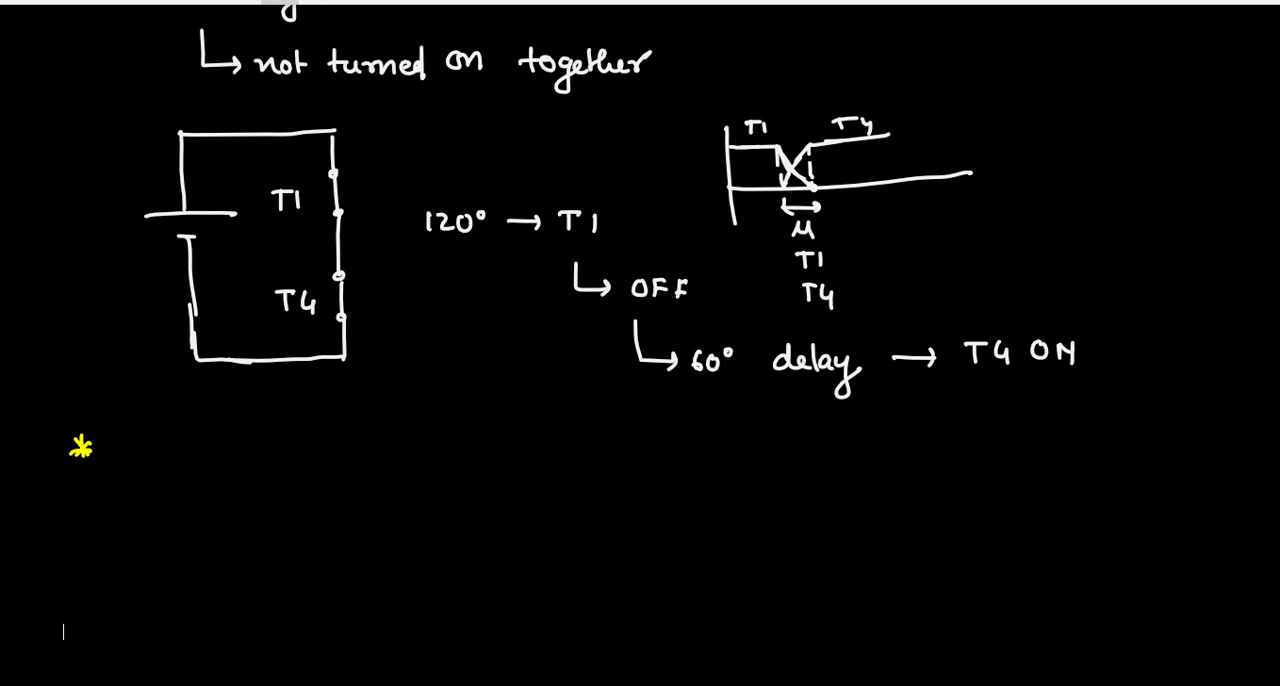 ↳ not turned on together
T1 T4
T1
120° → T1
μ
T1
↳ OFF
T4
T4
↳ 60° delay → T4 ON
*